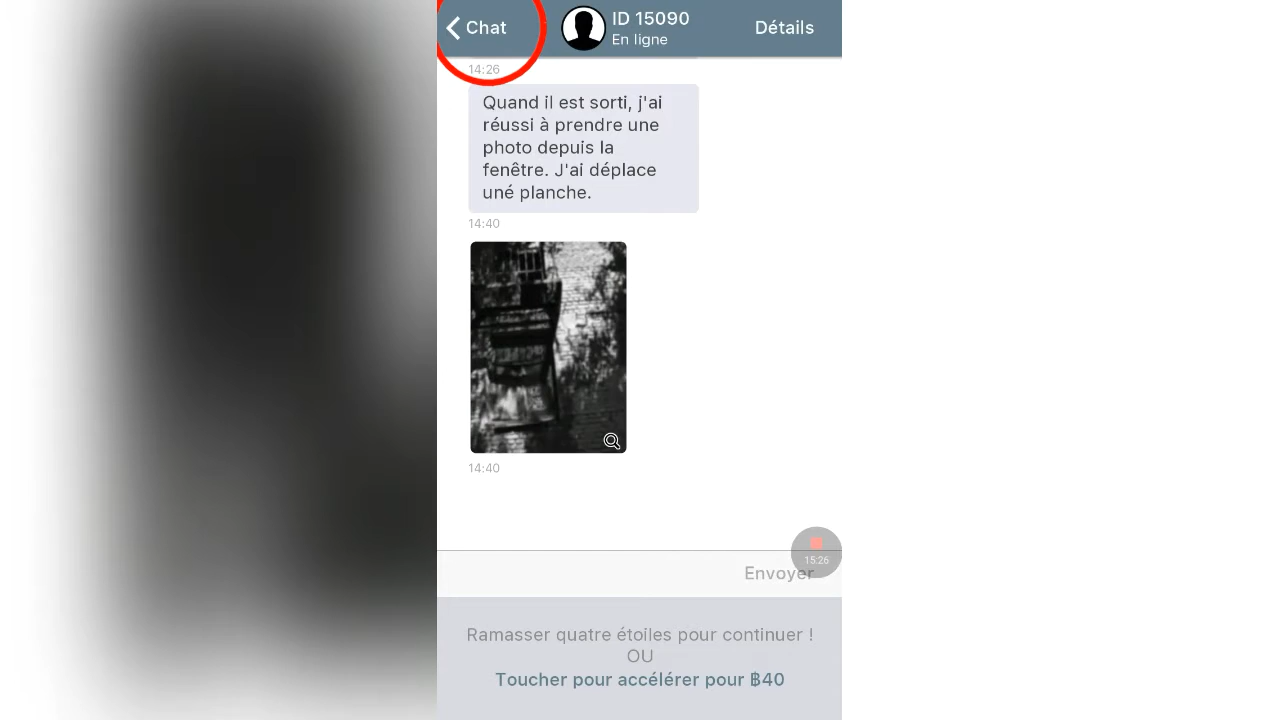 Chat
ID 15090
En ligne
Détails
14:26
Quand il est sorti, j'ai
réussi à prendre une
photo depuis la
fenêtre. J'ai déplace
uné planche.
14:40
14:40
15:26
Envoyer
Ramasser quatre étoiles pour continuer !
OU
Toucher pour accélérer pour ฿40